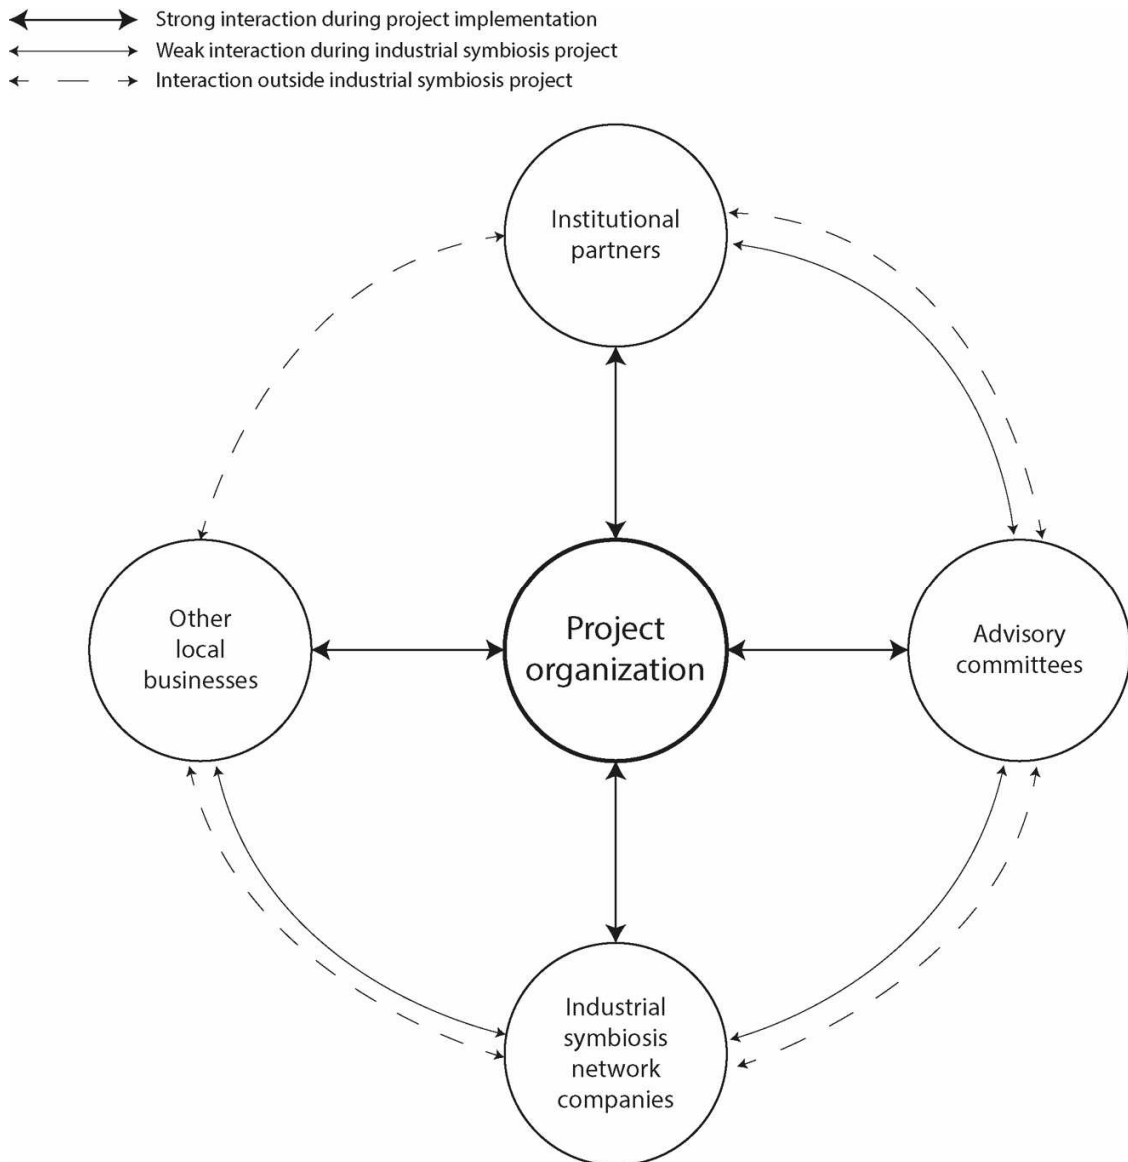 Strong interaction during project implementation
Weak interaction during industrial symbiosis project
Interaction outside industrial symbiosis project
Institutional
partners
Other
local
businesses
Project
organization
Advisory
committees
Industrial
symbiosis
network
companies